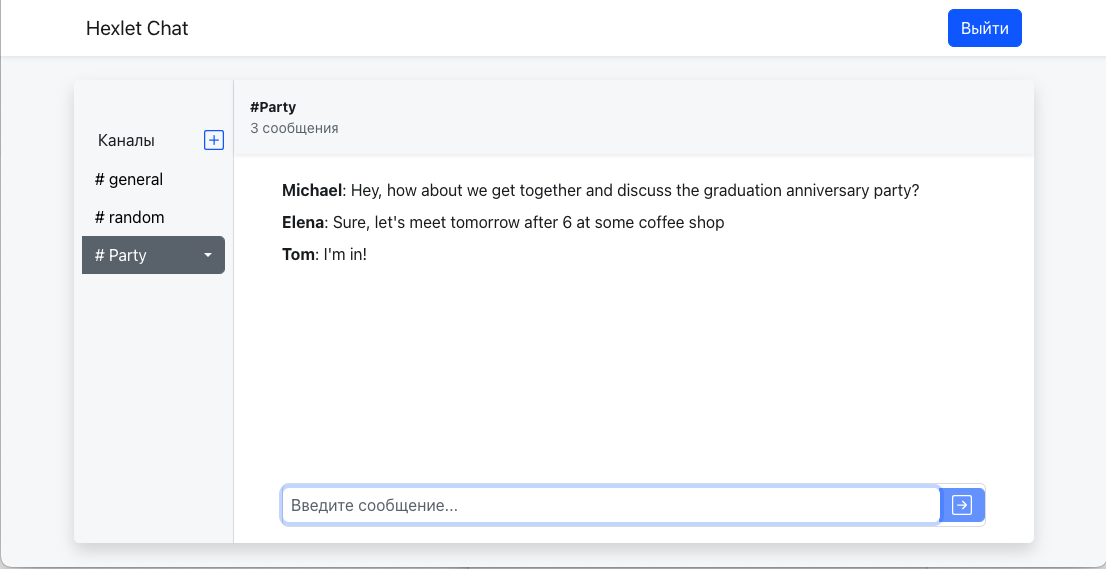 Hexlet Chat
Выйти
Каналы
# general
# random
# Party
#Party
3 сообщения
Michael: Hey, how about we get together and discuss the graduation anniversary party?
Elena: Sure, let's meet tomorrow after 6 at some coffee shop
Tom: I'm in!
Введите сообщение...